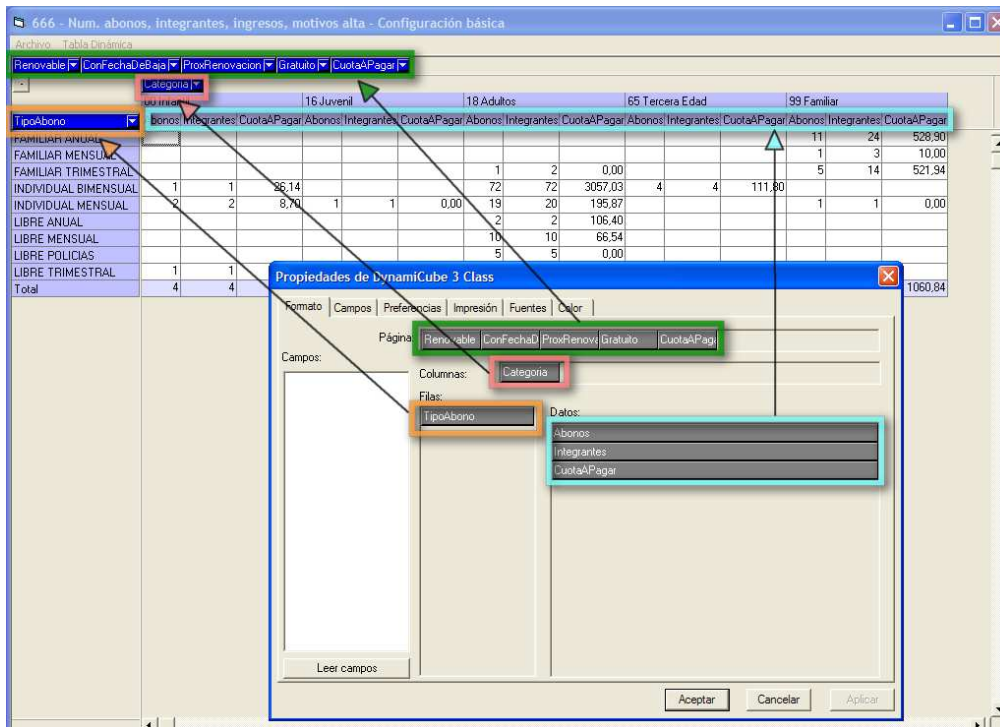 666 - Num. abonos, integrantes, ingresos, motivos alta - Configuración básica
Archivo Tabla Dinámica
Renovable ConFechaDeBaja ProxRenovacion Gratuito CuotaAPagar
Categoria
00 Infantil 16 Juvenil 18 Adultos 65 Tercera Edad 99 Familiar
TipoAbono bonos Integrantes CuotaAPagar Abonos Integrantes CuotaAPagar Abonos Integrantes CuotaAPagar Abonos Integrantes CuotaAPagar Abonos Integrantes CuotaAPagar
FAMILIAR ANUAL 11 24 528,90
FAMILIAR MENSUAL 1 3 10,00
FAMILIAR TRIMESTRAL 1 2 0,00 5 14 521,94
INDIVIDUAL BIMENSUAL 1 1 26,14 72 72 3057,03 4 4 111,80
INDIVIDUAL MENSUAL 2 2 8,70 1 1 0,00 19 20 195,87 1 1 0,00
LIBRE ANUAL 2 2 106,40
LIBRE MENSUAL 10 10 66,54
LIBRE POLICIAS 5 5 0,00
LIBRE TRIMESTRAL 1 1
Total 4 4 1060,84
Propiedades de DynamiCube 3 Class
Formato Campos Preferencias Impresión Fuentes Color
Página: Renovable ConFechaD ProxRenova Gratuito CuotaAPaga
Campos:
Columnas: Categoria
Filas:
TipoAbono
Datos:
Abonos
Integrantes
CuotaAPagar
Leer campos
Aceptar Cancelar Aplicar